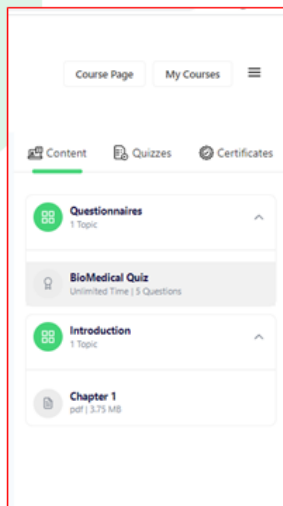 Course Page My Courses
Content Quizzes Certificates
Questionnaires
1 Topic
BioMedical Quiz
Unlimited Time | 5 Questions
Introduction
1 Topic
Chapter 1
pdf | 3.75 MB